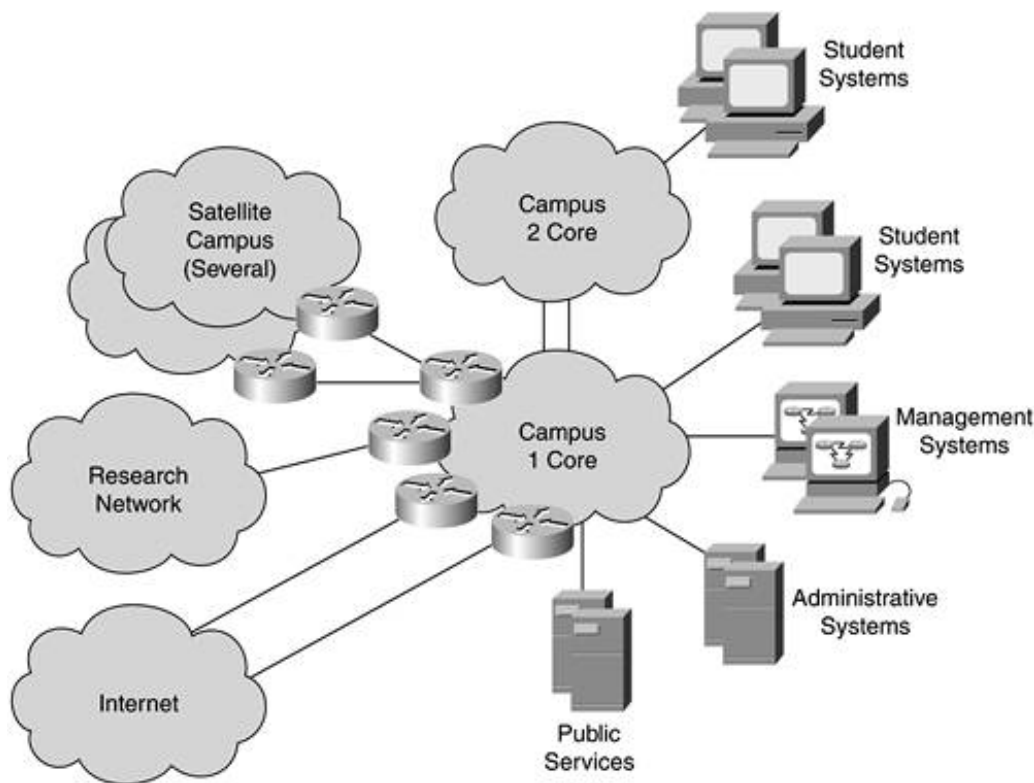 Student
Systems
Satellite
Campus
(Several)
Campus
2 Core
Student
Systems
Campus
1 Core
Management
Systems
Research
Network
Administrative
Systems
Internet
Public
Services